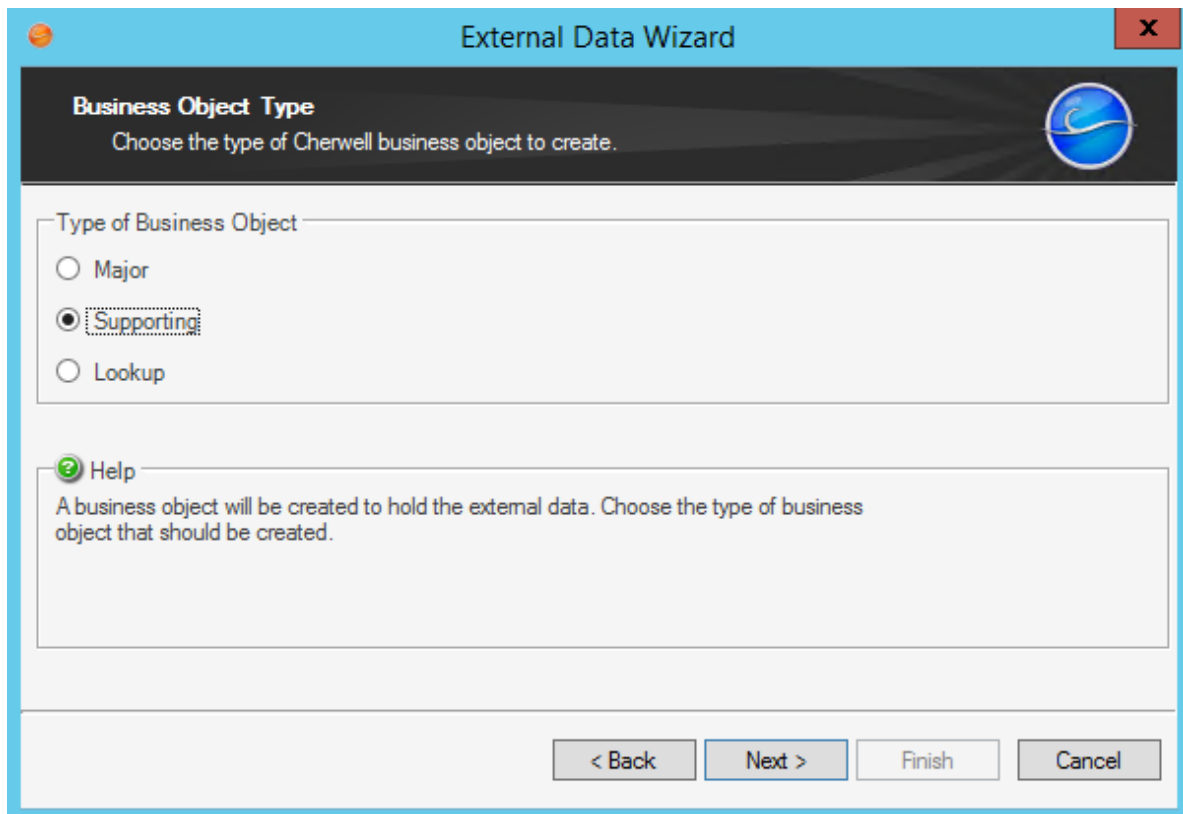 External Data Wizard
x
Business Object Type
Choose the type of Cherwell business object to create.
Type of Business Object
Major
Supporting
Lookup
? Help
A business object will be created to hold the external data. Choose the type of business
object that should be created.
< Back Next > Finish Cancel